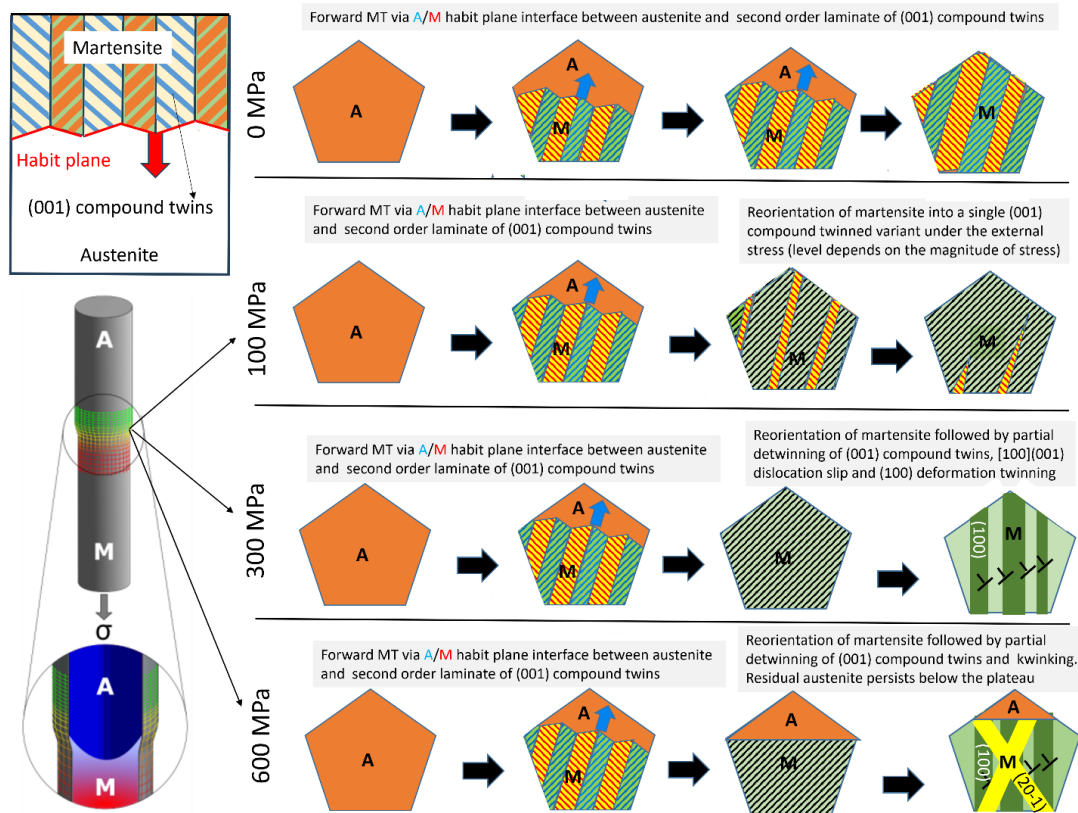 Martensite
Habit plane
(001) compound twins
Austenite
A
M
σ
A
M
0 MPa
Forward MT via A/M habit plane interface between austenite and second order laminate of (001) compound twins
A
A
M
A
M
M
100 MPa
Forward MT via A/M habit plane interface between austenite
and second order laminate of (001) compound twins
Reorientation of martensite into a single (001)
compound twinned variant under the external
stress (level depends on the magnitude of stress)
A
A
M
M
M
300 MPa
Forward MT via A/M habit plane interface between austenite
and second order laminate of (001) compound twins
Reorientation of martensite followed by partial
detwinning of (001) compound twins, [100](001)
dislocation slip and (100) deformation twinning
A
A
M
M
(100)
M
600 MPa
Forward MT via A/M habit plane interface between austenite
and second order laminate of (001) compound twins
Reorientation of martensite followed by partial
detwinning of (001) compound twins and kwinking.
Residual austenite persists below the plateau
A
A
M
A
M
A
(100)
M
(20-1)